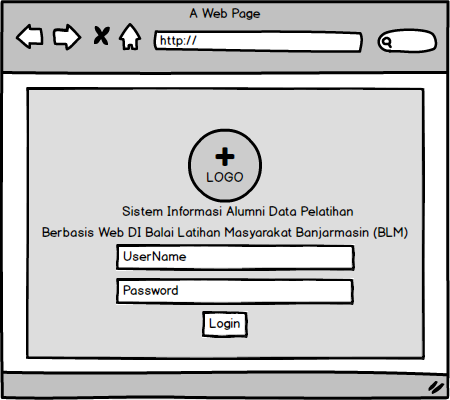 A Web Page
http://
LOGO
Sistem Informasi Alumni Data Pelatihan
Berbasis Web DI Balai Latihan Masyarakat Banjarmasin (BLM)
UserName
Password
Login